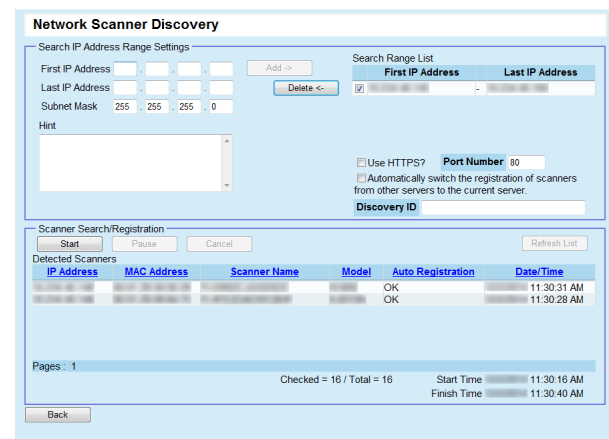 Network Scanner Discovery
Search IP Address Range Settings
First IP Address . . . Add ->
Last IP Address . . . Delete <-
Subnet Mask 255 . 255 . 255 . 0
Hint
Search Range List
First IP Address Last IP Address
-
Use HTTPS? Port Number 80
Automatically switch the registration of scanners
from other servers to the current server.
Discovery ID
Scanner Search/Registration
Start Pause Cancel Refresh List
Detected Scanners
IP Address MAC Address Scanner Name Model Auto Registration Date/Time
OK 11:30:31 AM
OK 11:30:28 AM
Pages : 1
Checked = 16 / Total = 16 Start Time 11:30:16 AM
Finish Time 11:30:40 AM
Back